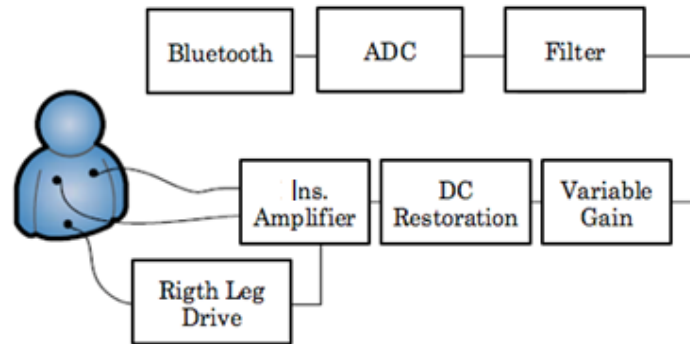 Bluetooth
ADC
Filter
Ins.
Amplifier
DC
Restoration
Variable
Gain
Rigth Leg
Drive